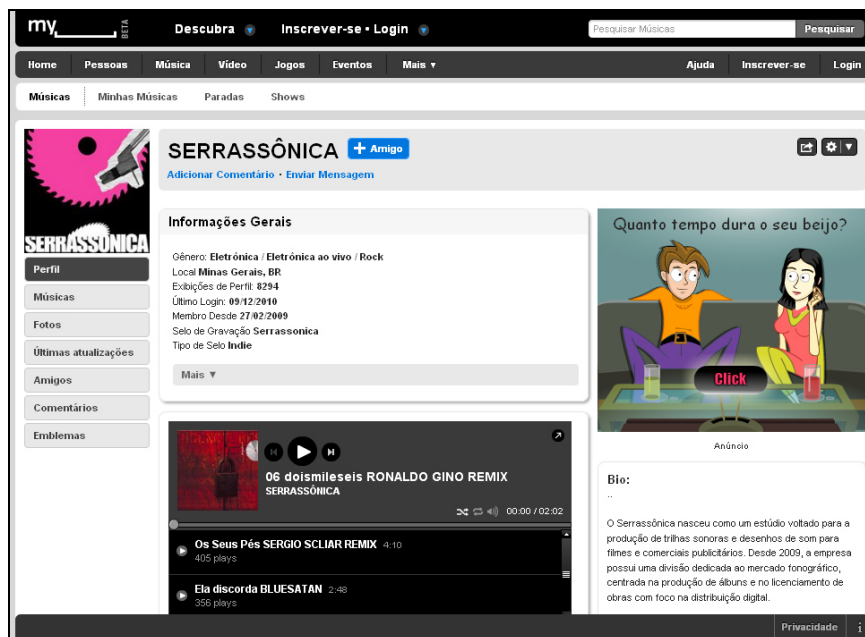 my_____ BETA
Descubra Inscrever-se • Login
Pesquisar Músicas Pesquisar
Home Pessoas Música Vídeo Jogos Eventos Mais ▾ Ajuda Inscrever-se Login
Músicas Minhas Músicas Paradas Shows
SERRASSÔNICA
SERRASSÔNICA + Amigo
Adicionar Comentário • Enviar Mensagem
Perfil
Músicas
Fotos
Últimas atualizações
Amigos
Comentários
Emblemas
Informações Gerais
Gênero: Eletrónica / Eletrónica ao vivo / Rock
Local Minas Gerais, BR
Exibições de Perfil: 8294
Último Login: 09/12/2010
Membro Desde 27/02/2009
Selo de Gravação Serrassonica
Tipo de Selo Indie
Mais ▼
06 doismileseis RONALDO GINO REMIX
SERRASSÔNICA
00:00 / 02:02
Os Seus Pés SERGIO SCLIAR REMIX 4:10
405 plays
Ela discorda BLUESATAN 2:48
356 plays
Quanto tempo dura o seu beijo?
Click
Anúncio
Bio:
..
O Serrassônica nasceu como um estúdio voltado para a
produção de trilhas sonoras e desenhos de som para
filmes e comerciais publicitários. Desde 2009, a empresa
possui uma divisão dedicada ao mercado fonográfico,
centrada na produção de álbuns e no licenciamento de
obras com foco na distribuição digital.
Privacidade i